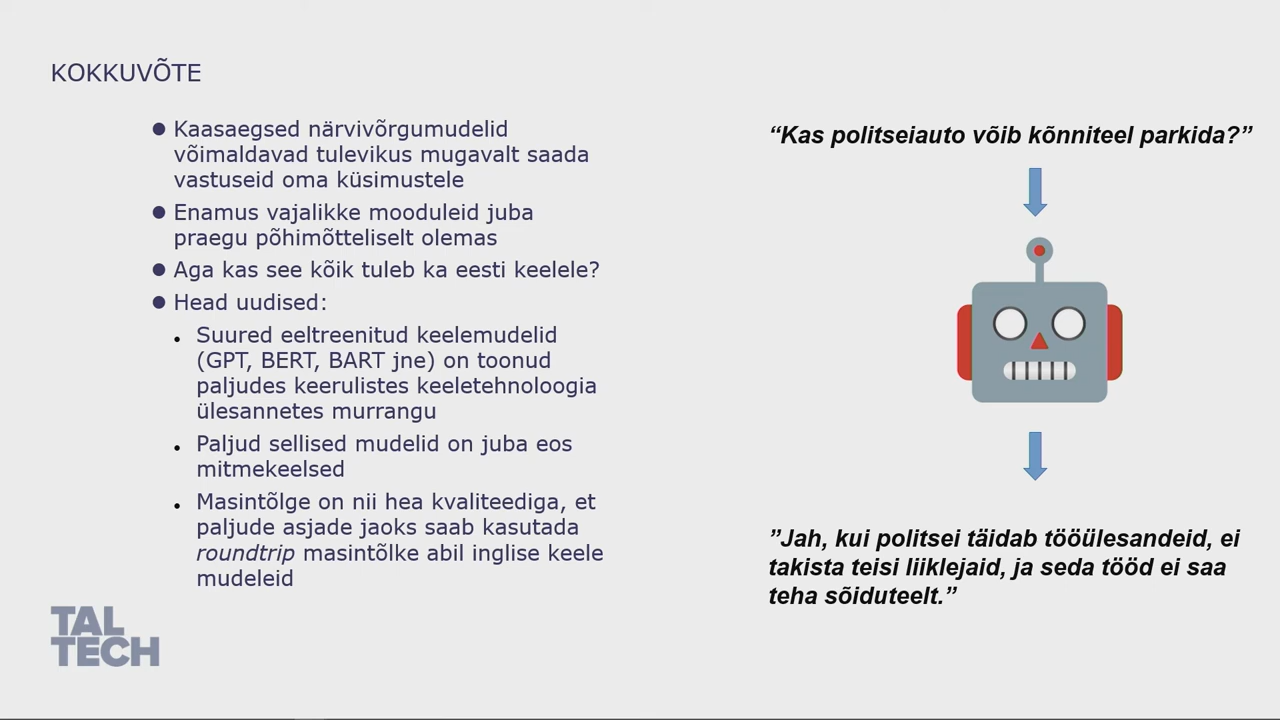 KOKKUVÕTE
Kaasaegsed närvivõrgumudelid
võimaldavad tulevikus mugavalt saada
vastuseid oma küsimustele
Enamus vajalikke mooduleid juba
praegu põhimõtteliselt olemas
Aga kas see kõik tuleb ka eesti keelele?
Head uudised:
Suured eeltreenitud keelemudelid
(GPT, BERT, BART jne) on toonud
paljudes keerulistes keeletehnoloogia
ülesannetes murrangu
Paljud sellised mudelid on juba eos
mitmekeelsed
Masintõlge on nii hea kvaliteediga, et
paljude asjade jaoks saab kasutada
roundtrip masintõlke abil inglise keele
mudeleid
“Kas politseiauto võib kõnniteel parkida?”
”Jah, kui politsei täidab tööülesandeid, ei
takista teisi liiklejaid, ja seda tööd ei saa
teha sõiduteelt.”
TAL
TECH